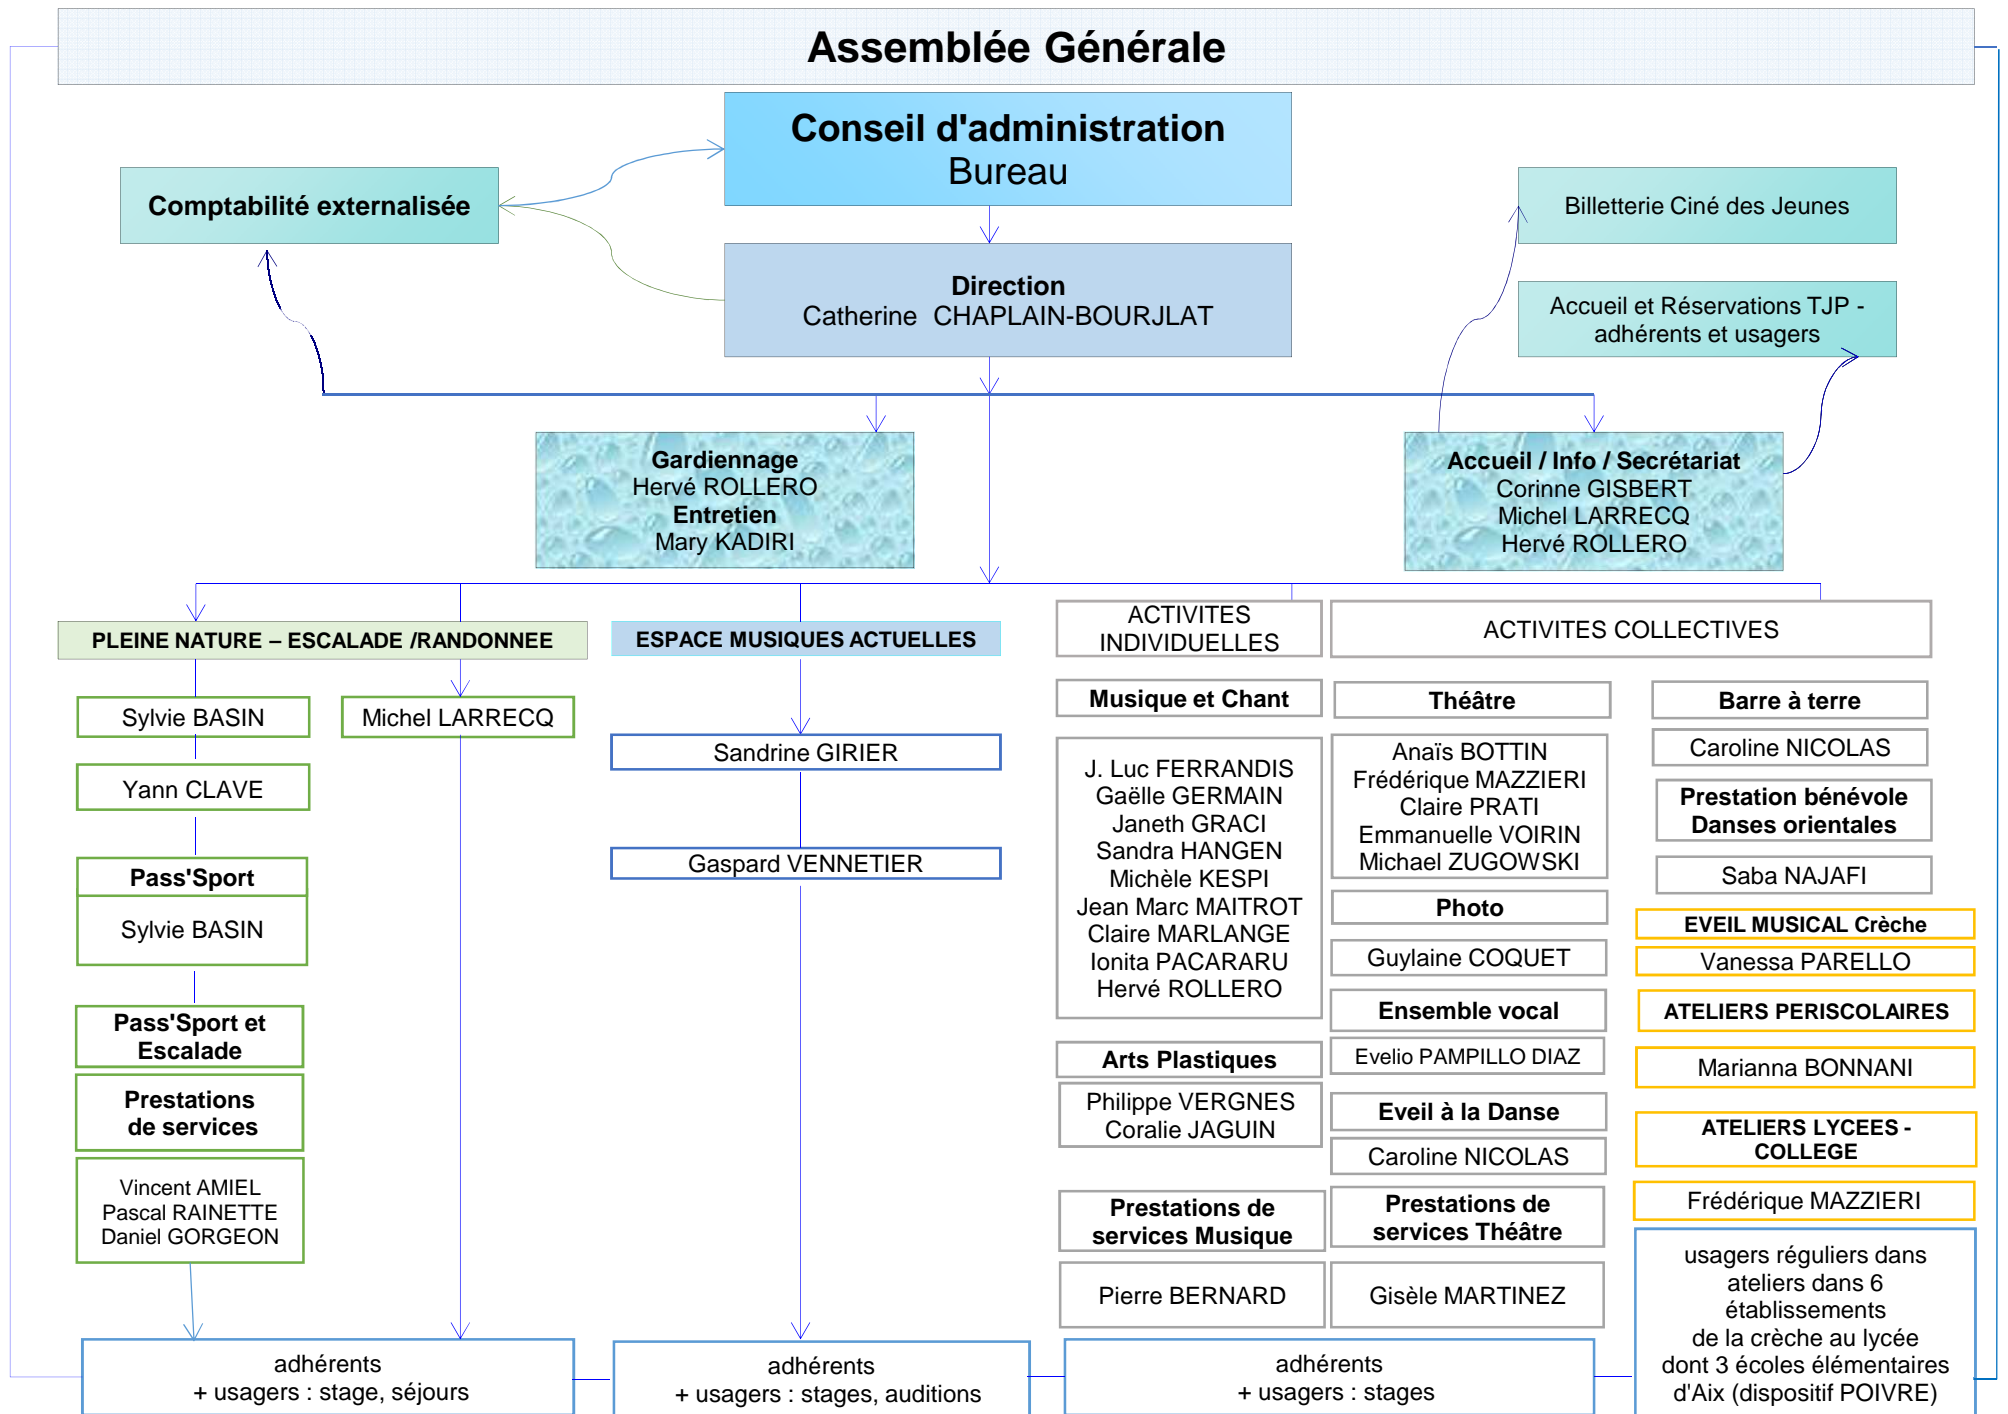 Assemblée Générale
Conseil d'administration
Bureau
Comptabilité externalisée
Billetterie Ciné des Jeunes
Direction
Catherine CHAPLAIN-BOURJLAT
Accueil et Réservations TJP -
adhérents et usagers
Gardiennage
Hervé ROLLERO
Entretien
Mary KADIRI
Accueil / Info / Secrétariat
Corinne GISBERT
Michel LARRECQ
Hervé ROLLERO
PLEINE NATURE – ESCALADE /RANDONNEE
Sylvie BASIN
Michel LARRECQ
Yann CLAVE
Pass'Sport
Sylvie BASIN
Pass'Sport et
Escalade
Prestations
de services
Vincent AMIEL
Pascal RAINETTE
Daniel GORGEON
adhérents
+ usagers : stage, séjours
ESPACE MUSIQUES ACTUELLES
Sandrine GIRIER
Gaspard VENNETIER
adhérents
+ usagers : stages, auditions
ACTIVITES
INDIVIDUELLES
Musique et Chant
J. Luc FERRANDIS
Gaëlle GERMAIN
Janeth GRACI
Sandra HANGEN
Michèle KESPI
Jean Marc MAITROT
Claire MARLANGE
Ionita PACARARU
Hervé ROLLERO
Arts Plastiques
Philippe VERGNES
Coralie JAGUIN
Prestations de
services Musique
Pierre BERNARD
ACTIVITES COLLECTIVES
Théâtre
Anaïs BOTTIN
Frédérique MAZZIERI
Claire PRATI
Emmanuelle VOIRIN
Michael ZUGOWSKI
Photo
Guylaine COQUET
Ensemble vocal
Evelio PAMPILLO DIAZ
Eveil à la Danse
Caroline NICOLAS
Prestations de
services Théâtre
Gisèle MARTINEZ
adhérents
+ usagers : stages
Barre à terre
Caroline NICOLAS
Prestation bénévole
Danses orientales
Saba NAJAFI
EVEIL MUSICAL Crèche
Vanessa PARELLO
ATELIERS PERISCOLAIRES
Marianna BONNANI
ATELIERS LYCEES -
COLLEGE
Frédérique MAZZIERI
usagers réguliers dans
ateliers dans 6
établissements
de la crèche au lycée
dont 3 écoles élémentaires
d'Aix (dispositif POIVRE)